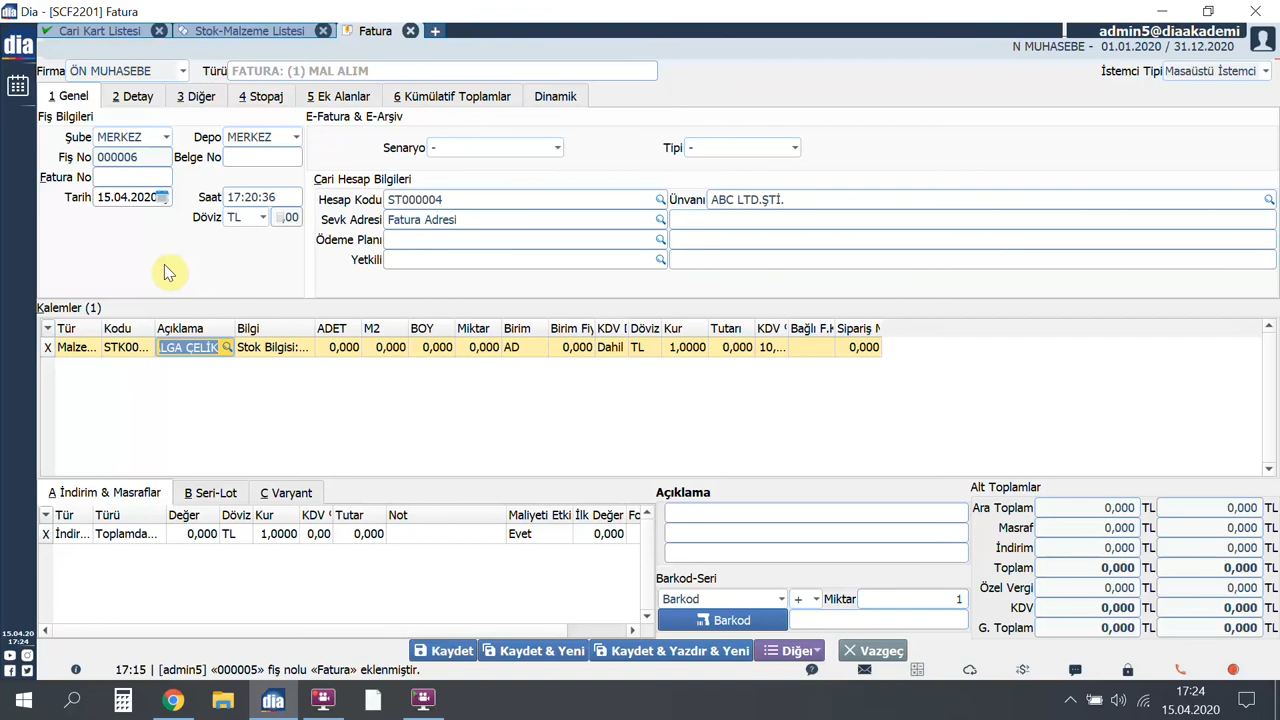 Dia - [SCF2201] Fatura
dia
Cari Kart Listesi
Stok-Malzeme Listesi
Fatura
admin5@diaakademi
N MUHASEBE - 01.01.2020 / 31.12.2020
Firma ÖN MUHASEBE Türü FATURA: (1) MAL ALIM
İstemci Tipi Masaüstü İstemci
1 Genel 2 Detay 3 Diğer 4 Stopaj 5 Ek Alanlar 6 Kümülatif Toplamlar Dinamik
Fiş Bilgileri
Şube MERKEZ Depo MERKEZ
Fiş No 000006 Belge No
Fatura No
Tarih 15.04.2020 Saat 17:20:36
Döviz TL ,00
E-Fatura & E-Arşiv
Senaryo - Tipi -
Cari Hesap Bilgileri
Hesap Kodu ST000004 Ünvanı ABC LTD.ŞTİ.
Sevk Adresi Fatura Adresi
Ödeme Planı
Yetkili
Kalemler (1)
Tür Kodu Açıklama Bilgi ADET M2 BOY Miktar Birim Birim Fiy KDV D Döviz Kur Tutarı KDV Bağlı F.K Sipariş N
X Malze... STK00... LGA ÇELİK Stok Bilgisi:... 0,000 0,000 0,000 0,000 AD 0,000 Dahil TL 1,0000 0,000 10,... 0,000
A İndirim & Masraflar B Seri-Lot C Varyant
Tür Türü Değer Döviz Kur KDV Tutar Not Maliyeti Etki İlk Değer Fo
X İndir... Toplamda... 0,000 TL 1,0000 0,00 0,000 Evet 0,000
Açıklama
Barkod-Seri
Barkod + Miktar 1
Barkod
Alt Toplamlar
Ara Toplam 0,000 TL 0,000 TL
Masraf 0,000 TL 0,000 TL
İndirim 0,000 TL 0,000 TL
Toplam 0,000 TL 0,000 TL
Özel Vergi 0,000 TL 0,000 TL
KDV 0,000 TL 0,000 TL
G. Toplam 0,000 TL 0,000 TL
Kaydet Kaydet & Yeni Kaydet & Yazdır & Yeni Diğer Vazgeç
15.04.20
17:24
17:15 | [admin5] «000005» fiş nolu «Fatura» eklenmiştir.
dia
17:24
15.04.2020